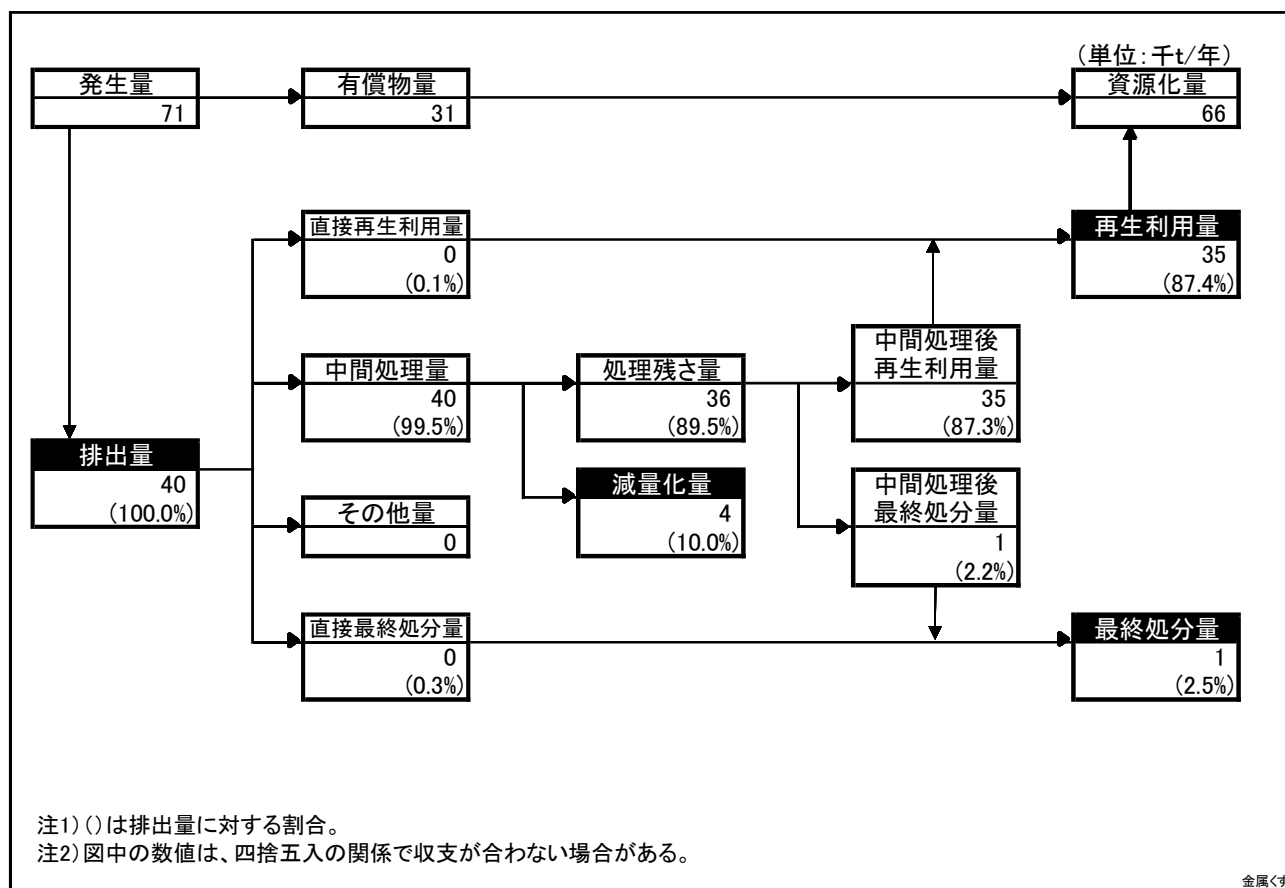 (単位:千t/年)
発生量
71
有償物量
31
資源化量
66
直接再生利用量
0
(0.1%)
再生利用量
35
(87.4%)
中間処理量
40
(99.5%)
処理残さ量
36
(89.5%)
中間処理後
再生利用量
35
(87.3%)
排出量
40
(100.0%)
減量化量
4
(10.0%)
中間処理後
最終処分量
1
(2.2%)
その他量
0
直接最終処分量
0
(0.3%)
最終処分量
1
(2.5%)
注1)()は排出量に対する割合。
注2)図中の数値は、四捨五入の関係で収支が合わない場合がある。
金属くず